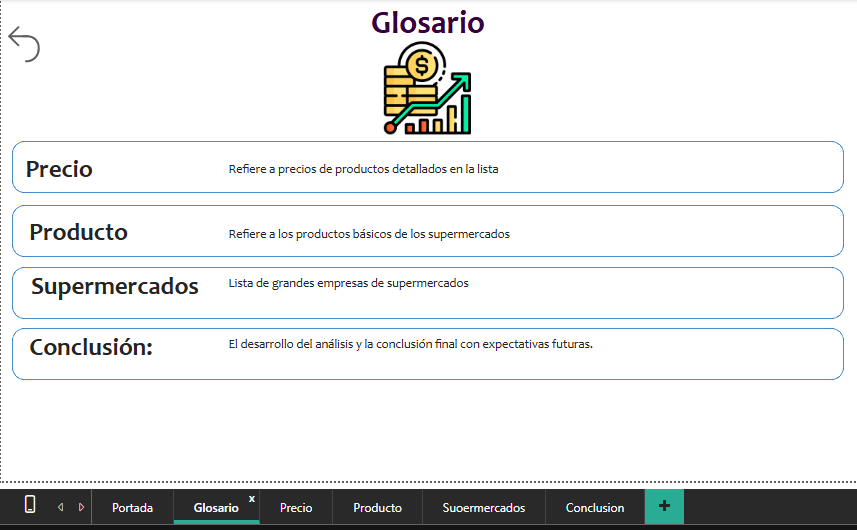 Glosario
$
Precio
Refiere a precios de productos detallados en la lista
Producto
Refiere a los productos básicos de los supermercados
Supermercados
Lista de grandes empresas de supermercados
Conclusión:
El desarrollo del análisis y la conclusión final con expectativas futuras.
Portada Glosario x Precio Producto Suoermercados Conclusion +